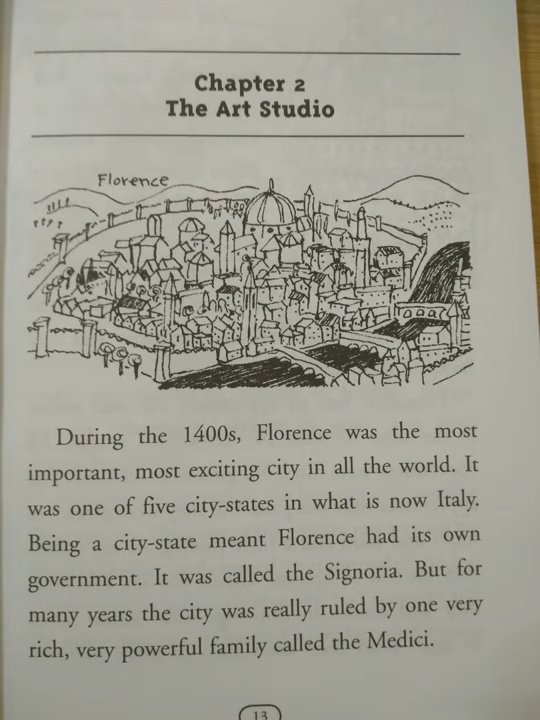 Chapter 2
The Art Studio
Florence
During the 1400s, Florence was the most
important, most exciting city in all the world. It
was one of five city-states in what is now Italy.
Being a city-state meant Florence had its own
government. It was called the Signoria. But for
many years the city was really ruled by one very
rich, very powerful family called the Medici.
13